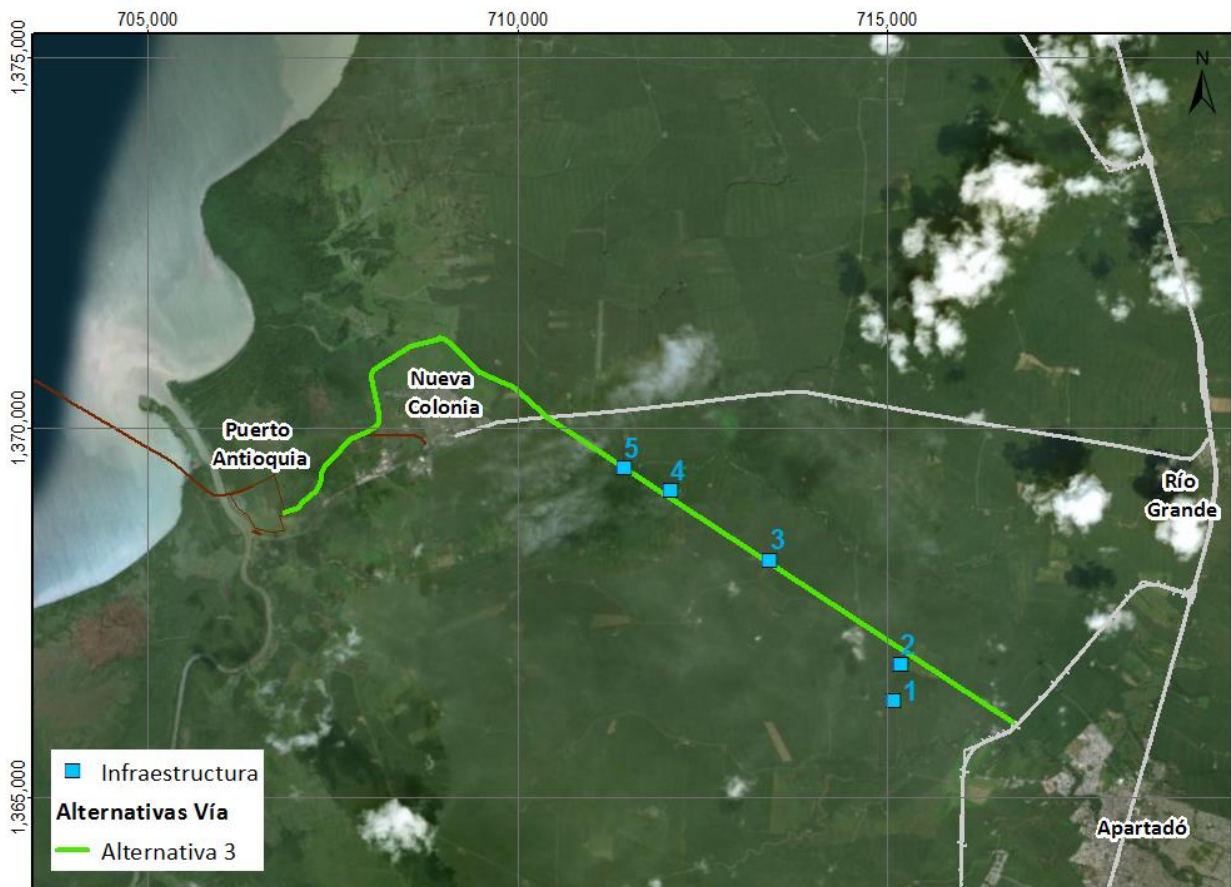 705,000
710,000
715,000
1,375,000
N
Nueva
Colonia
1,370,000
Puerto
Antioquia
5
4
Río
Grande
3
2
1
Infraestructura
Alternativas Vía
Alternativa 3
1,365,000
Apartadó